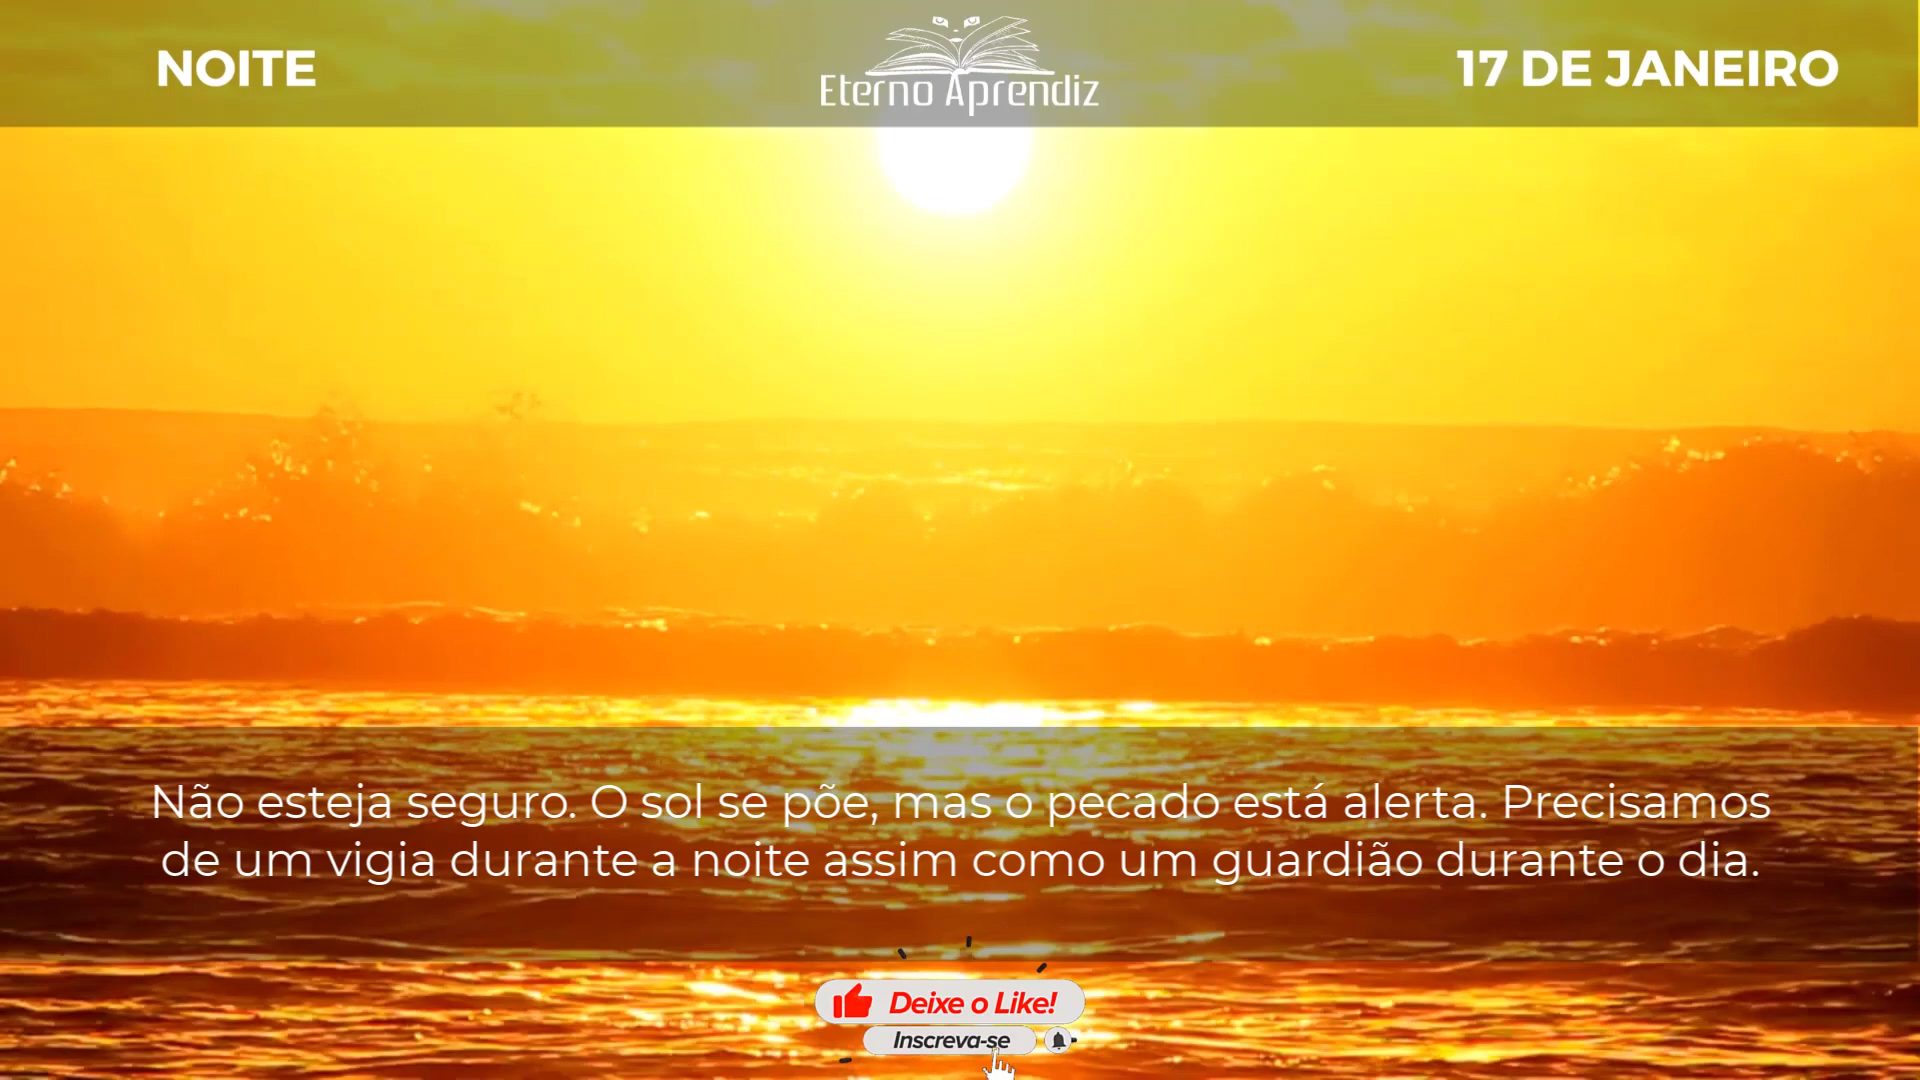 NOITE
Eterno Aprendiz
17 DE JANEIRO
Não esteja seguro. O sol se põe, mas o pecado está alerta. Precisamos
de um vigia durante a noite assim como um guardião durante o dia.
Deixe o Like!
Inscreva-se